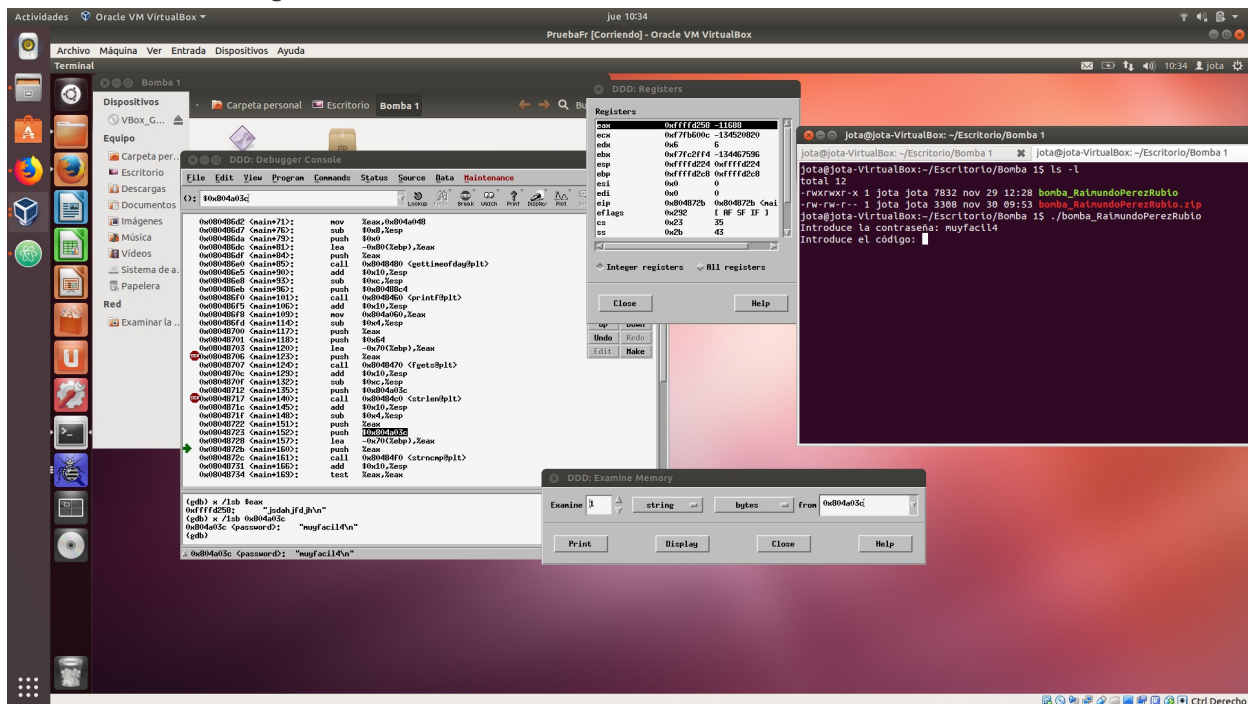 Actividades Oracle VM VirtualBox jue 10:34
PruebaFr [Corriendo] - Oracle VM VirtualBox
Archivo Máquina Ver Entrada Dispositivos Ayuda
Terminal 10:34 jota
Bomba 1
Dispositivos
VBox_G...
Equipo
Carpeta per...
Escritorio
Descargas
Documentos
Imágenes
Música
Vídeos
Sistema de a.
Papelera
Red
Examinar la ..
Carpeta personal Escritorio Bomba 1
zip
DDD: Debugger Console
File Edit View Program Commands Status Source Data Maintenance
(): $0x804a03c
Lookup Break Watch Print Display Plot
0x080486d2 <main+71>: mov %eax,0x804a048
0x080486d7 <main+76>: sub $0x8,%esp
0x080486da <main+79>: push $0x0
0x080486dc <main+81>: lea -0x80(%ebp),%eax
0x080486df <main+84>: push %eax
0x080486e0 <main+85>: call 0x8048480 <gettimeofday@plt>
0x080486e5 <main+90>: add $0x10,%esp
0x080486e8 <main+93>: sub $0xc,%esp
0x080486eb <main+96>: push $0x80488c4
0x080486f0 <main+101>: call 0x8048460 <printf@plt>
0x080486f5 <main+106>: add $0x10,%esp
0x080486f8 <main+109>: mov 0x804a060,%eax
0x080486fd <main+114>: sub $0x4,%esp
0x08048700 <main+117>: push %eax
0x08048701 <main+118>: push $0x64
0x08048703 <main+120>: lea -0x70(%ebp),%eax
0x08048706 <main+123>: push %eax
0x08048707 <main+124>: call 0x8048470 <fgets@plt>
0x0804870c <main+129>: add $0x10,%esp
0x0804870f <main+132>: sub $0xc,%esp
0x08048712 <main+135>: push $0x804a03c
0x08048717 <main+140>: call 0x80484c0 <strlen@plt>
0x0804871c <main+145>: add $0x10,%esp
0x0804871f <main+148>: sub $0x4,%esp
0x08048722 <main+151>: push %eax
0x08048723 <main+152>: push $0x804a03c
0x08048728 <main+157>: lea -0x70(%ebp),%eax
0x0804872b <main+160>: push %eax
0x0804872c <main+161>: call 0x80484f0 <strncmp@plt>
0x08048731 <main+166>: add $0x10,%esp
0x08048734 <main+169>: test %eax,%eax
(gdb) x /1sb $eax
0xffffd258: "jsdahjfdjh\n"
(gdb) x /1sb 0x804a03c
0x804a03c <password>: "muyfacil4\n"
(gdb)
0x804a03c <password>: "muyfacil4\n"
DDD: Registers
Registers
eax 0xffffd258 -11688
ecx 0xf7fb600c -134520820
edx 0x6 6
ebx 0xf7fc2ff4 -134467596
esp 0xffffd224 0xffffd224
ebp 0xffffd2c8 0xffffd2c8
esi 0x0 0
edi 0x0 0
eip 0x804872b 0x804872b <mai
eflags 0x292 [ AF SF IF ]
cs 0x23 35
ss 0x2b 43
Integer registers All registers
Close Help
Up Down
Undo Redo
Edit Make
DDD: Examine Memory
Examine 1 string bytes from 0x804a03c
Print Display Close Help
jota@jota-VirtualBox: ~/Escritorio/Bomba 1
jota@jota-VirtualBox: ~/Escritorio/Bomba 1 jota@jota-VirtualBox: ~/Escritorio/Bomba 1
jota@jota-VirtualBox:~/Escritorio/Bomba 1$ ls -l
total 12
-rwxrwxr-x 1 jota jota 7832 nov 29 12:28 bomba_RaimundoPerezRubio
-rw-rw-r-- 1 jota jota 3308 nov 30 09:53 bomba_RaimundoPerezRubio.zip
jota@jota-VirtualBox:~/Escritorio/Bomba 1$ ./bomba_RaimundoPerezRubio
Introduce la contraseña: muyfacil4
Introduce el código:
Ctrl Derecho